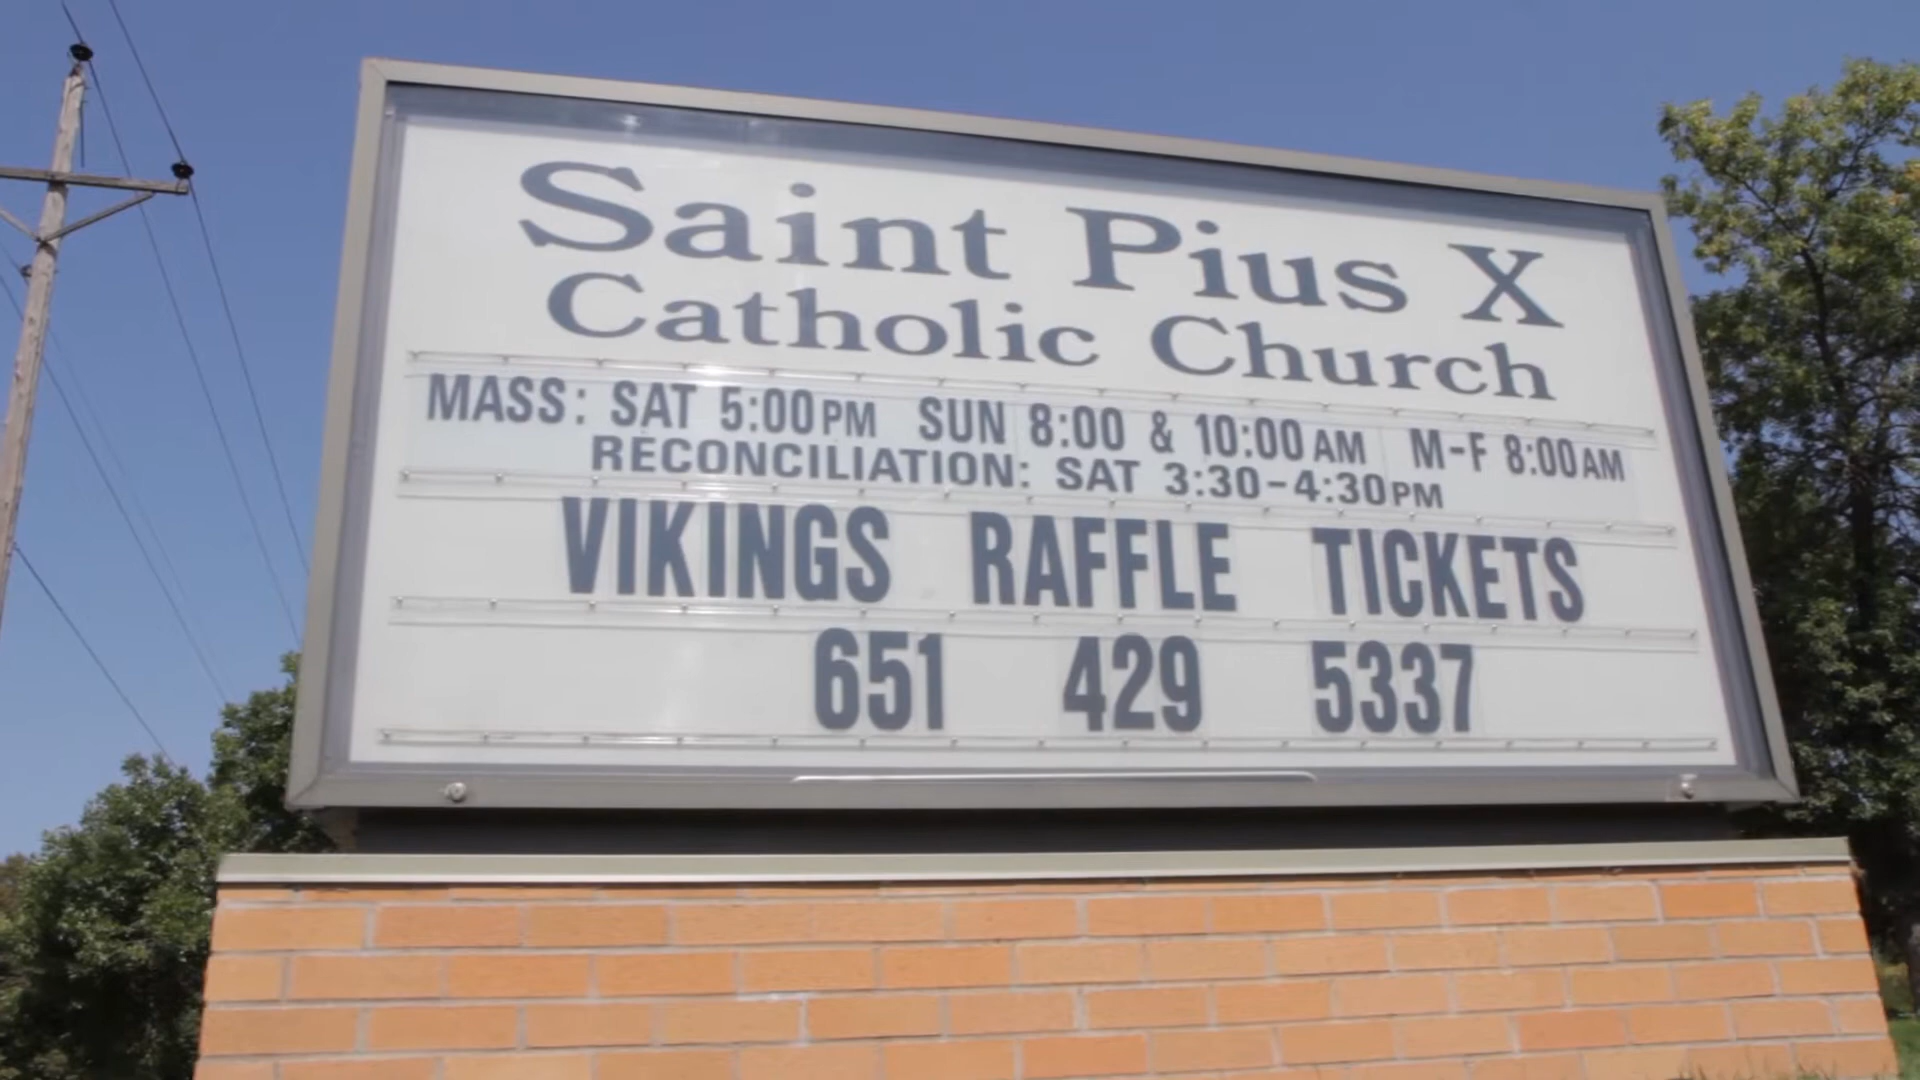 Saint Pius X
Catholic Church
MASS: SAT 5:00PM SUN 8:00 & 10:00AM M-F 8:00AM
RECONCILIATION: SAT 3:30-4:30PM
VIKINGS RAFFLE TICKETS
651 429 5337